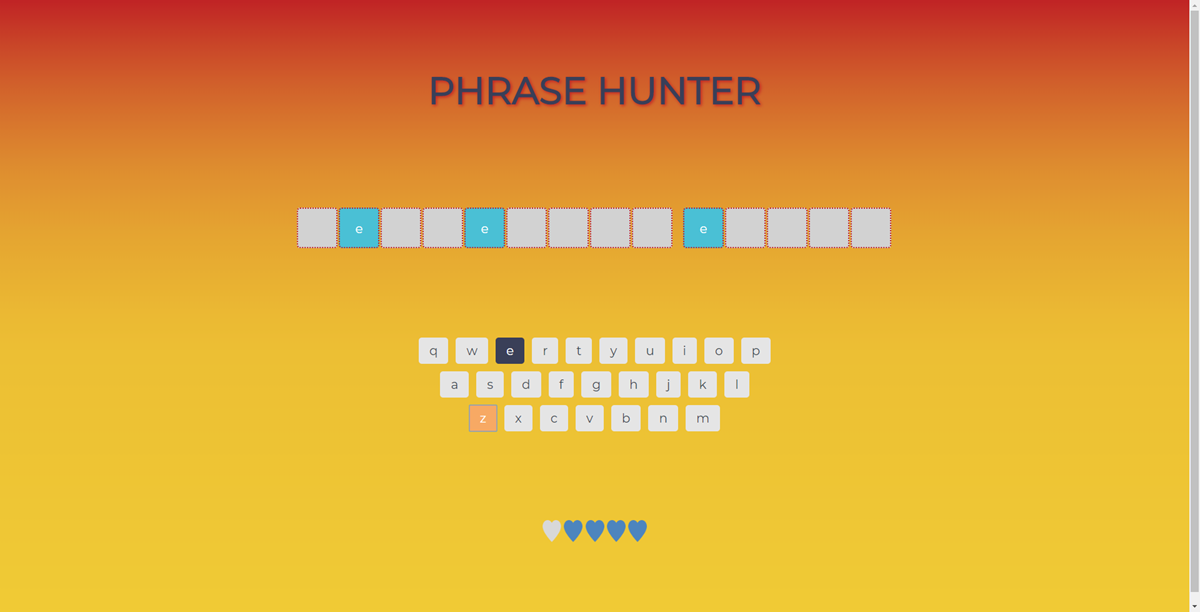 PHRASE HUNTER
e e e
q w e r t y u i o p
a s d f g h j k l
z x c v b n m